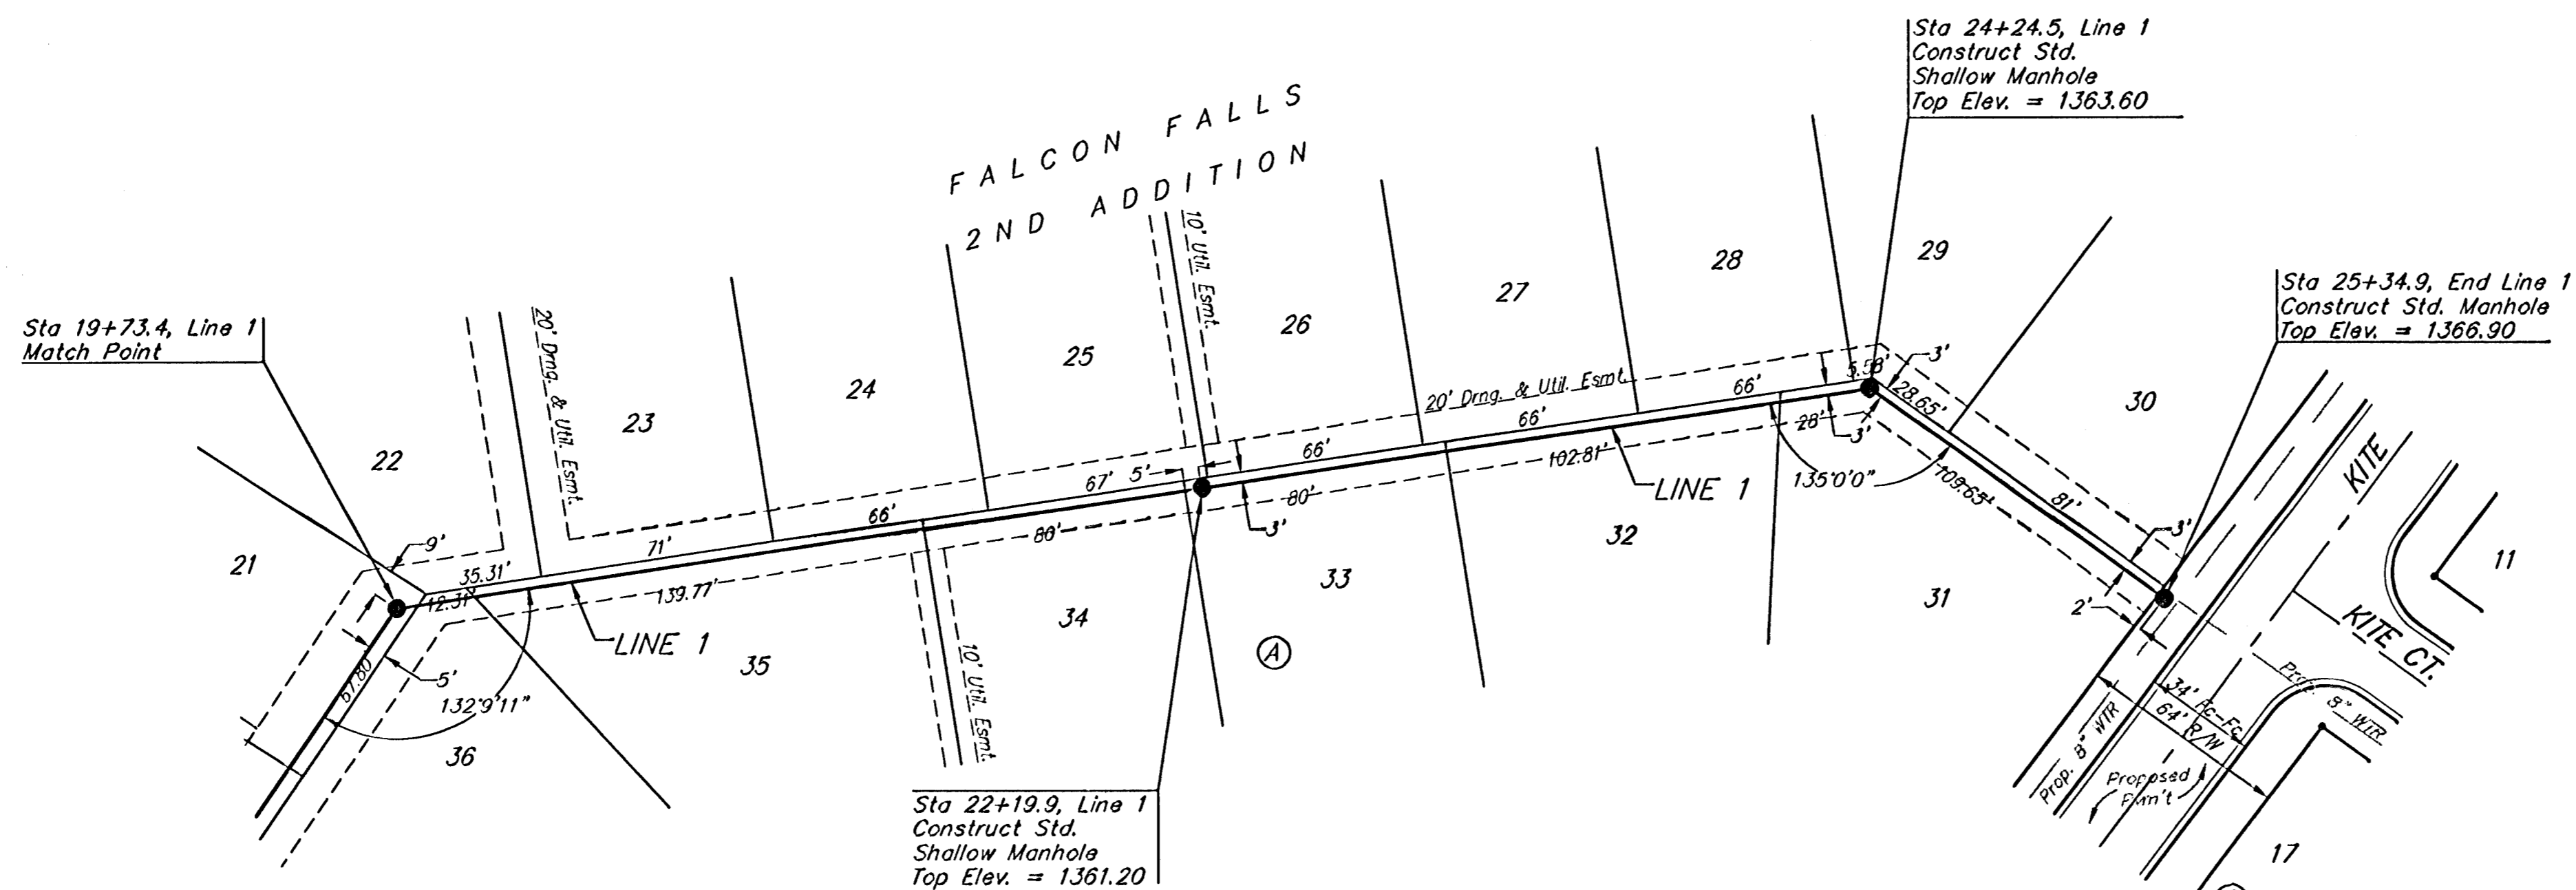 Sta 24+24.5, Line 1
Construct Std.
Shallow Manhole
Top Elev. = 1363.60
FALCON FALLS
2ND ADDITION
Sta 25+34.9, End Line 1
Construct Std. Manhole
Top Elev. = 1366.90
Sta 19+73.4, Line 1
Match Point
Sta 22+19.9, Line 1
Construct Std.
Shallow Manhole
Top Elev. = 1361.20
20' Drng. & Util. Esmt.
10' Util. Esmt.
20' Drng. & Util. Esmt.
10' Util. Esmt.
21
22
23
24
25
26
27
28
29
30
31
32
33
34
35
36
11
17
A
9'
35.31'
12.31'
71'
66'
67'
5'
66'
66'
66'
5.58'
3'
28.65'
81'
3'
109.65'
2'
28'
3'
102.81'
80'
3'
80'
139.77'
67.80'
5'
132°9'11"
135°0'0"
LINE 1
LINE 1
KITE
KITE CT.
Prop. 8" WTR
Prop. 8" WTR
34' Fc-Fc
64' R/W
Proposed
Pvm't